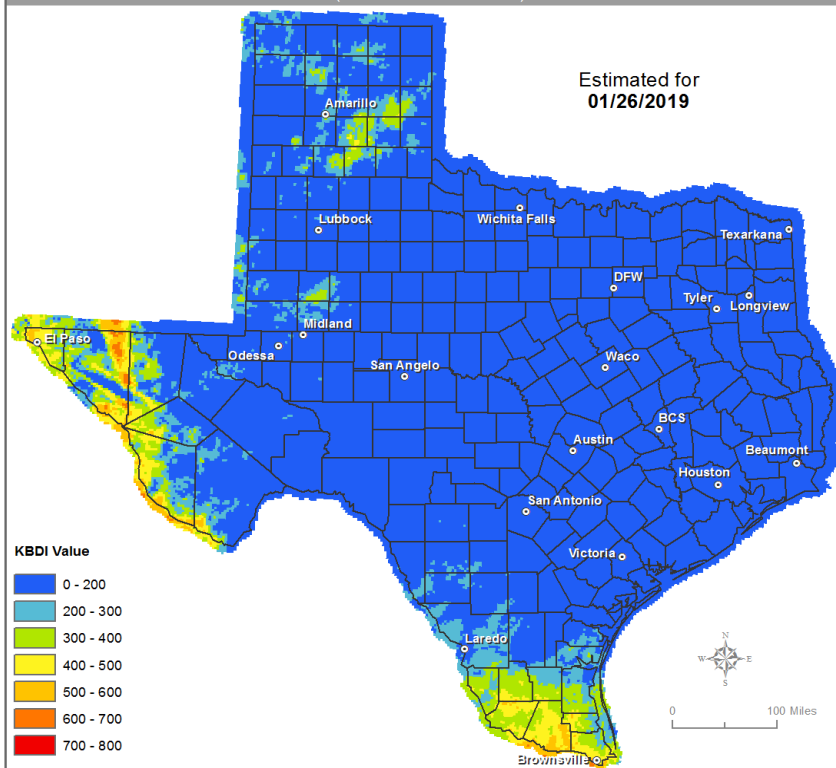 Estimated for
01/26/2019
Amarillo
Lubbock
Wichita Falls
Texarkana
DFW
Tyler
Longview
Midland
El Paso
Odessa
San Angelo
Waco
BCS
Austin
Beaumont
Houston
San Antonio
Victoria
Laredo
Brownsville
KBDI Value
0 - 200
200 - 300
300 - 400
400 - 500
500 - 600
600 - 700
700 - 800
N
W E
S
0 100 Miles